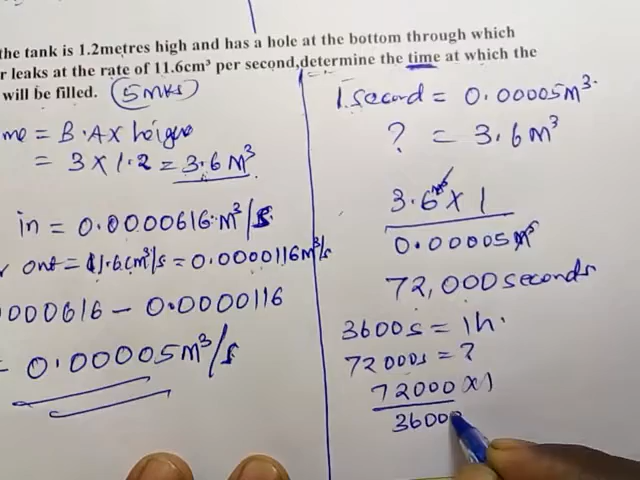 the tank is 1.2metres high and has a hole at the bottom through which
r leaks at the rate of 11.6cm³ per second,determine the time at which the
will be filled. (5mks)
me = B.A x heigh
= 3 x 1.2 = 3.6 M³
in = 0.0000616 M³/s
out = 11.6cm³/s = 0.0000116m³/s
000616 - 0.0000116
= 0.00005m³/s
1 second = 0.00005m³.
? = 3.6m³
3.6m³ x 1
0.00005m³
72,000 seconds
3600s = 1h.
72000s = ?
72000 x 1
3600